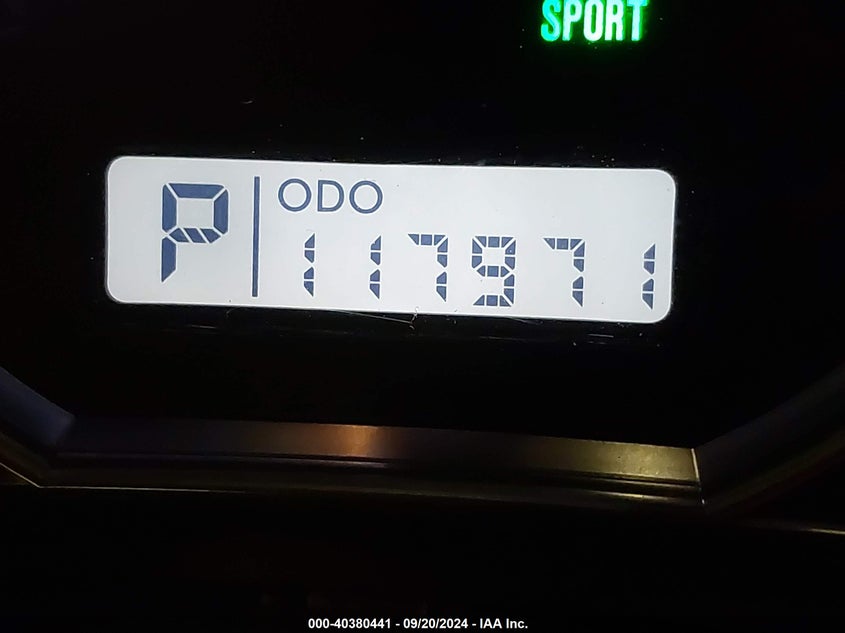 SPORT
P ODO
117971
000-40380441 - 09/20/2024 - IAA Inc.